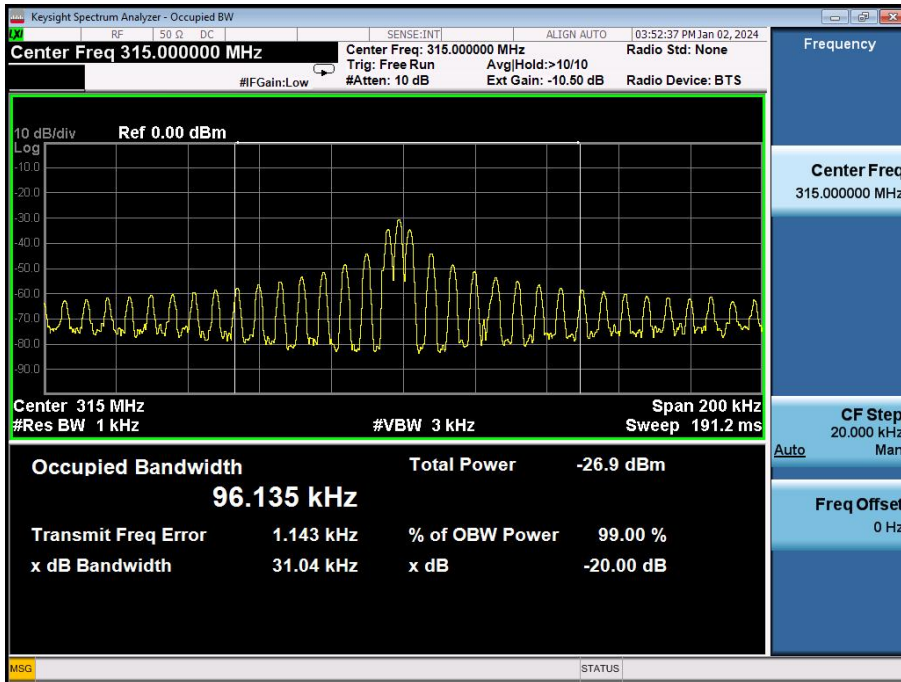 Keysight Spectrum Analyzer - Occupied BW
LXI RF 50 Ω DC SENSE:INT ALIGN AUTO 03:52:37 PM Jan 02, 2024
Center Freq 315.000000 MHz
Center Freq: 315.000000 MHz Radio Std: None
Trig: Free Run Avg|Hold:>10/10
#IFGain:Low #Atten: 10 dB Ext Gain: -10.50 dB Radio Device: BTS
Frequency
10 dB/div Ref 0.00 dBm
Log
-10.0
-20.0
-30.0
-40.0
-50.0
-60.0
-70.0
-80.0
-90.0
Center 315 MHz Span 200 kHz
#Res BW 1 kHz #VBW 3 kHz Sweep 191.2 ms
Center Freq
315.000000 MHz
CF Step
20.000 kHz
Auto Man
Freq Offset
0 Hz
Occupied Bandwidth Total Power -26.9 dBm
96.135 kHz
Transmit Freq Error 1.143 kHz % of OBW Power 99.00 %
x dB Bandwidth 31.04 kHz x dB -20.00 dB
MSG STATUS